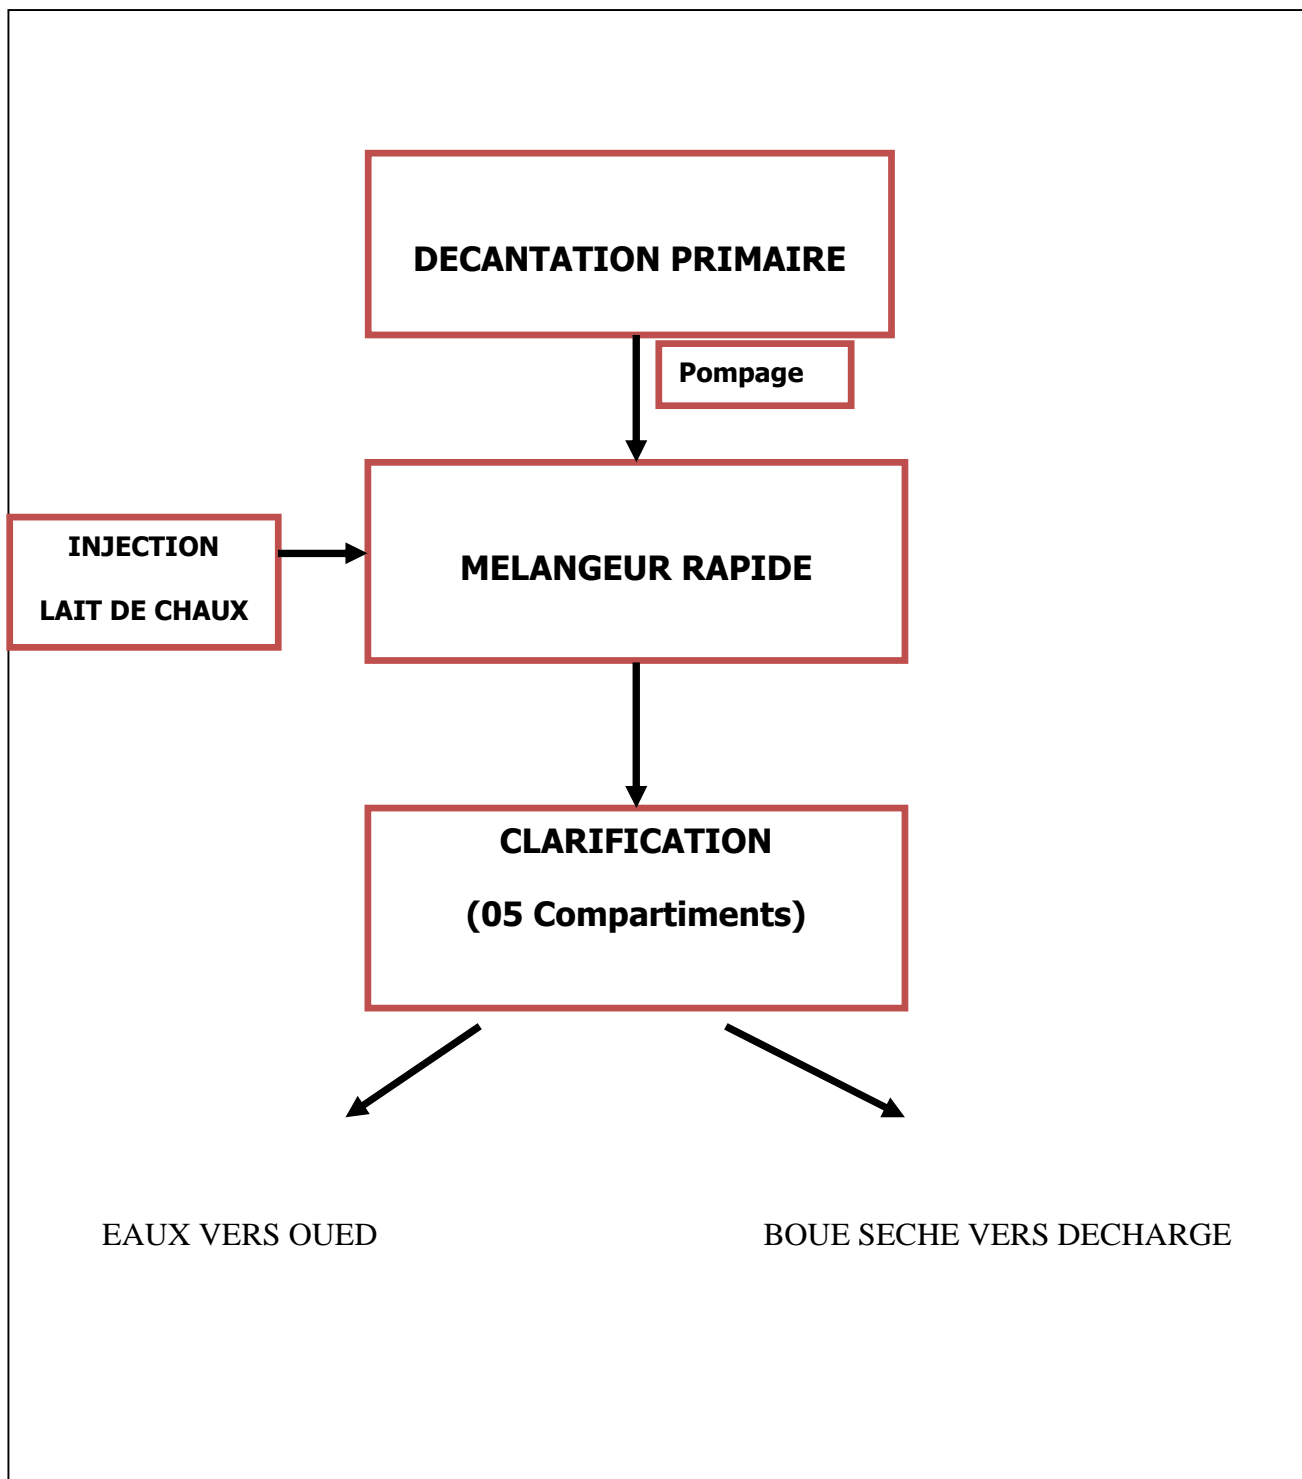 DECANTATION PRIMAIRE
Pompage
INJECTION
LAIT DE CHAUX
MELANGEUR RAPIDE
CLARIFICATION
(05 Compartiments)
EAUX VERS OUED
BOUE SECHE VERS DECHARGE